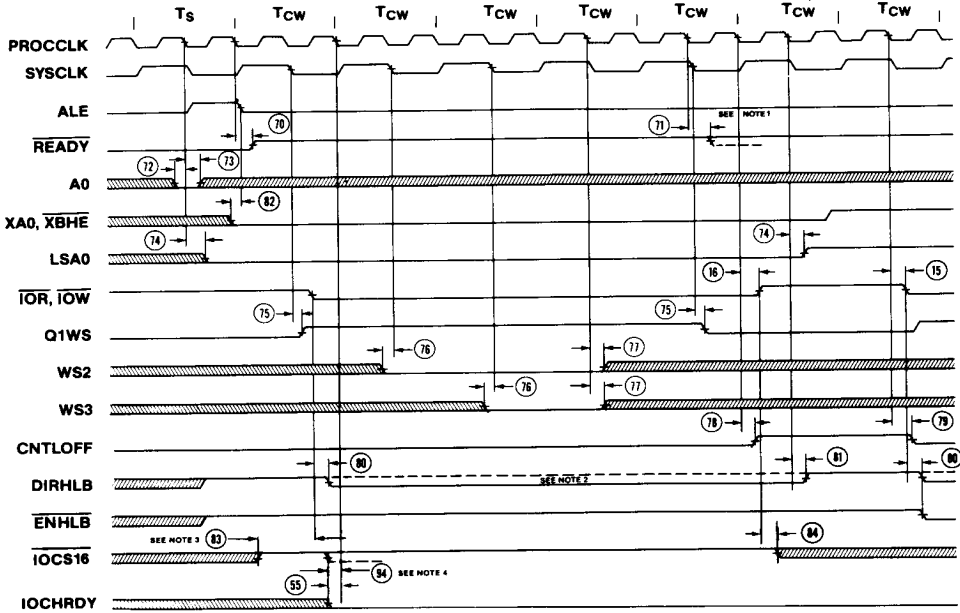 TS TCW TCW TCW TCW TCW TCW TCW
PROCCLK
SYSCLK
ALE
70 71 SEE NOTE 1
READY
72 73
A0
82
XA0, XBHE
74 74
LSA0
16 15
IOR, IOW
75 75
Q1WS
76 77
WS2
76 77
WS3
78 79
CNTLOFF
80 81 80
DIRHLB
SEE NOTE 2
ENHLB
SEE NOTE 3 83 84
IOCS16
94 SEE NOTE 4
55
IOCHRDY